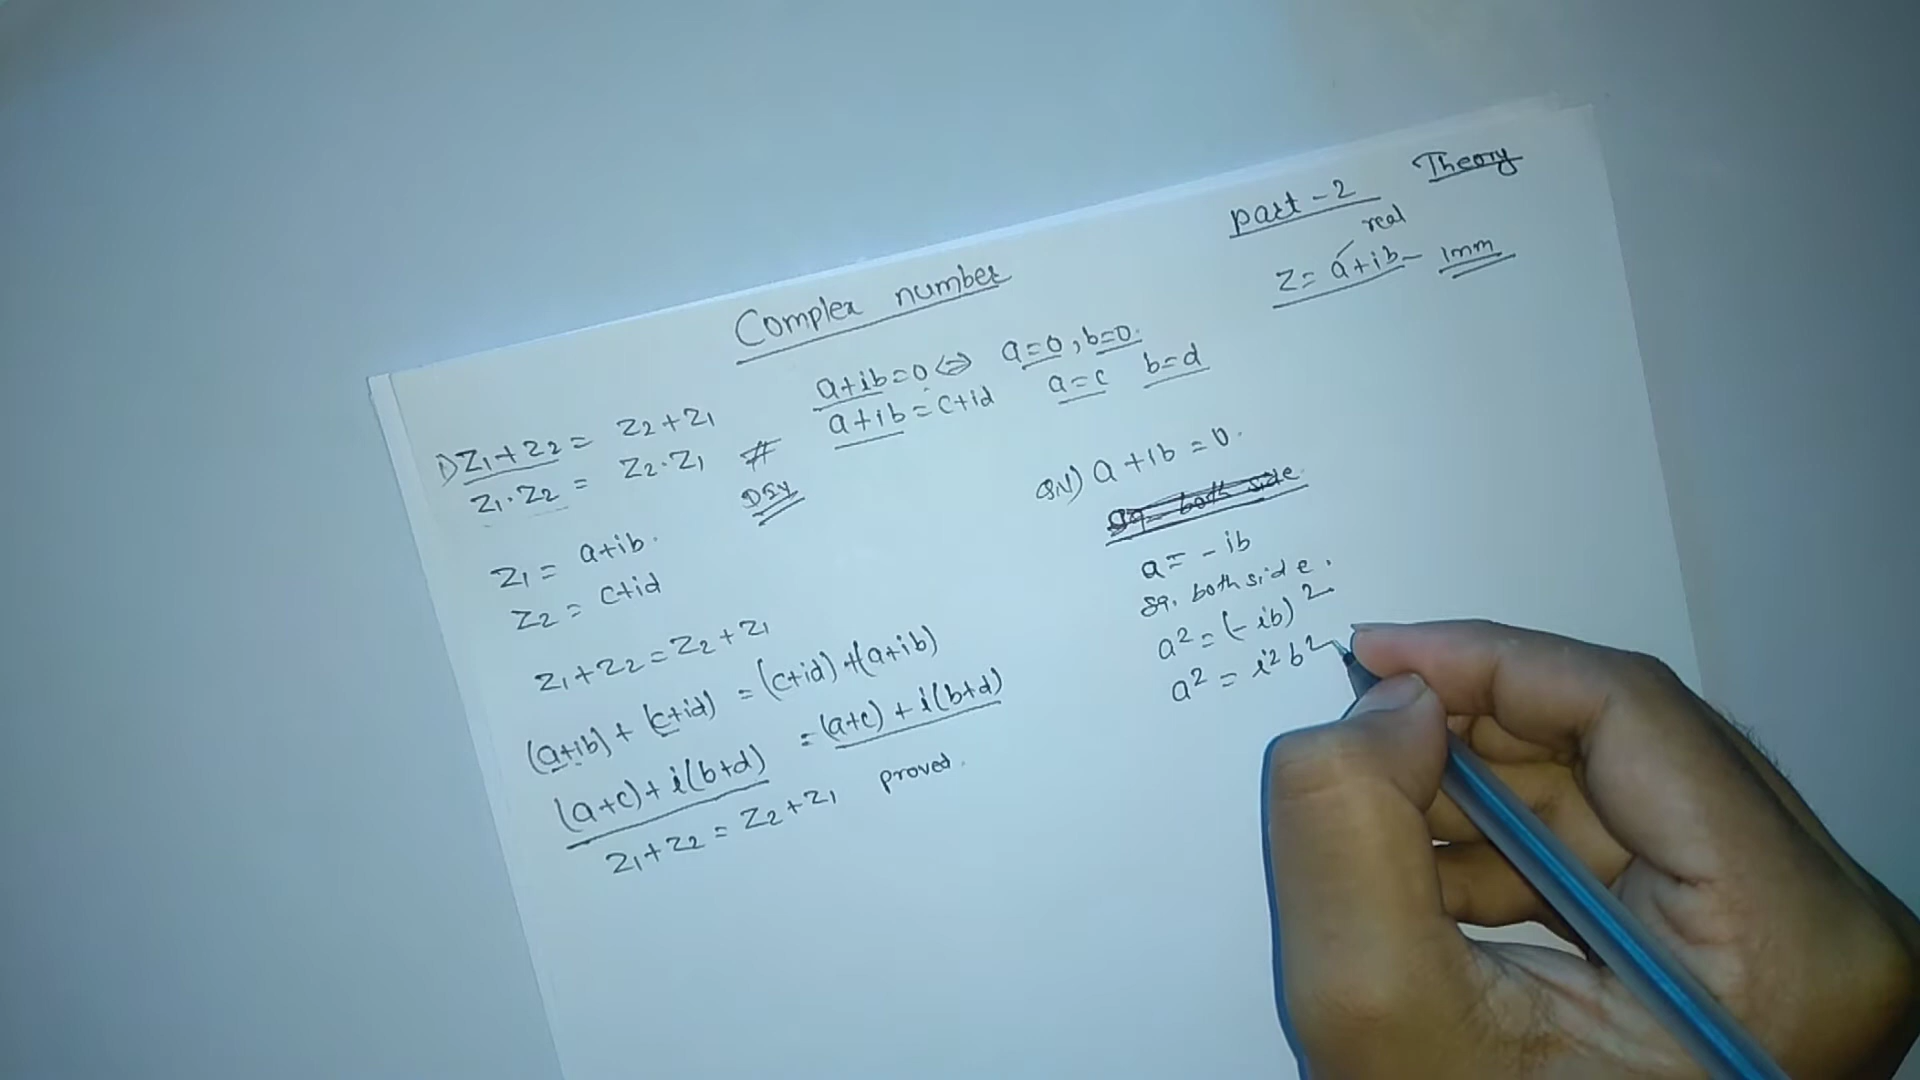 Theory
part-2
real
Z = a+ib - Imm
Complex number
a+ib=0 ⇔ a=0, b=0.
a+ib = c+id a=c b=d
1) Z1+Z2 = Z2+Z1
Z1.Z2 = Z2.Z1 #
Z1 = a+ib.
Z2 = c+id
Z1+Z2 = Z2+Z1
(a+ib) + (c+id) = (c+id) + (a+ib)
(a+c)+i(b+d) = (a+c) + i(b+d)
Z1+Z2 = Z2+Z1 proved.
QN) a+ib = 0.
sq. both side
a = -ib
sq. both side.
a² = (-ib)²
a² = i²b²